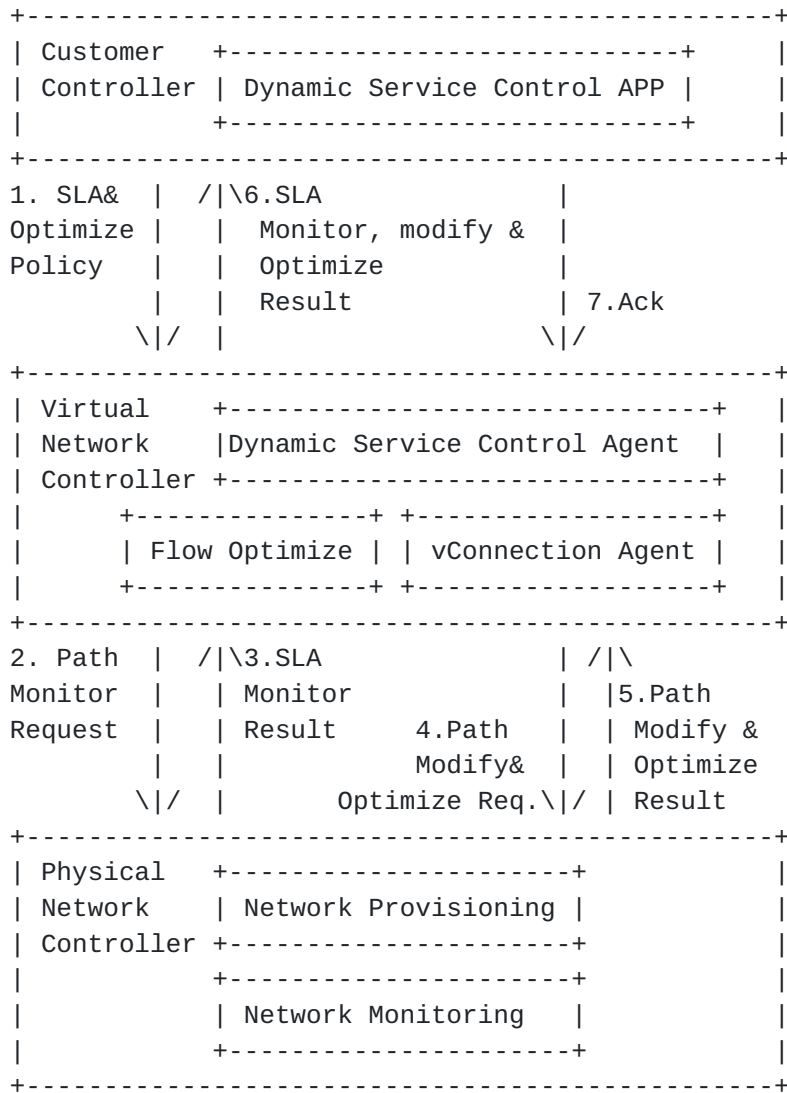 +------------------------------------------------+
| Customer   +-----------------------------+     |
| Controller | Dynamic Service Control APP |     |
|            +-----------------------------+     |
+------------------------------------------------+
1. SLA&  |  /|\6.SLA               |
Optimize |   |  Monitor, modify &  |
Policy   |   |  Optimize           |
         |   |  Result             | 7.Ack
        \|/  |                    \|/
+------------------------------------------------+
| Virtual    +-------------------------------+   |
| Network    |Dynamic Service Control Agent  |   |
| Controller +-------------------------------+   |
|      +---------------+ +-------------------+   |
|      | Flow Optimize | | vConnection Agent |   |
|      +---------------+ +-------------------+   |
+------------------------------------------------+
2. Path  |  /|\3.SLA               | /|\
Monitor  |   | Monitor             |  |5.Path
Request  |   | Result     4.Path   |  | Modify &
         |   |            Modify&  |  | Optimize
        \|/  |       Optimize Req.\|/ | Result
+------------------------------------------------+
| Physical   +----------------------+            |
| Network    | Network Provisioning |            |
| Controller +----------------------+            |
|            +----------------------+            |
|            | Network Monitoring   |            |
|            +----------------------+            |
+------------------------------------------------+